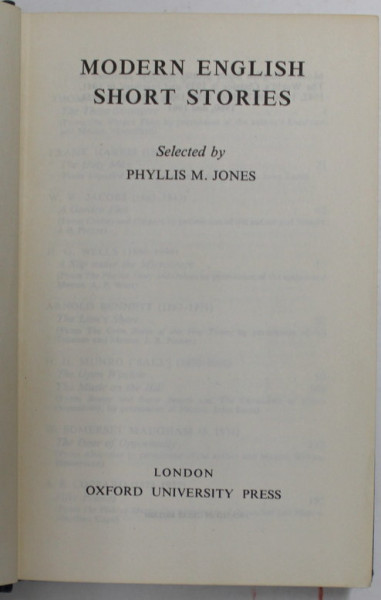 MODERN ENGLISH
SHORT STORIES
Selected by
PHYLLIS M. JONES
LONDON
OXFORD UNIVERSITY PRESS